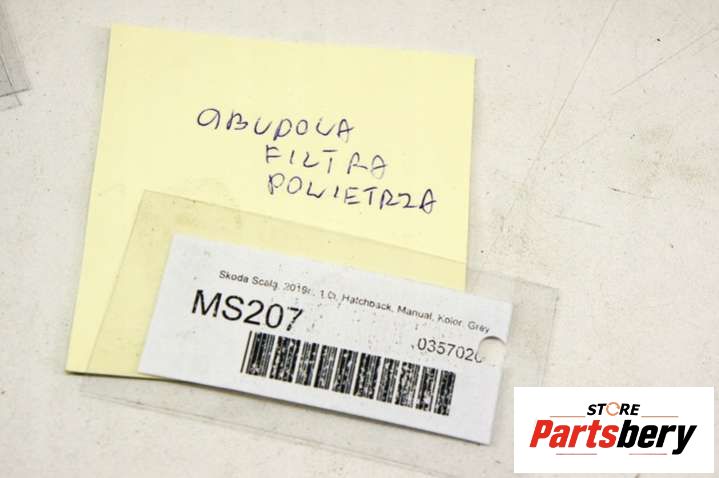 OBUDOWA
FILTRA
POWIETRZA
Skoda Scala, 2019r., 1.0i, Hatchback, Manual, Kolor: Grey
MS207
STORE
Partsbery